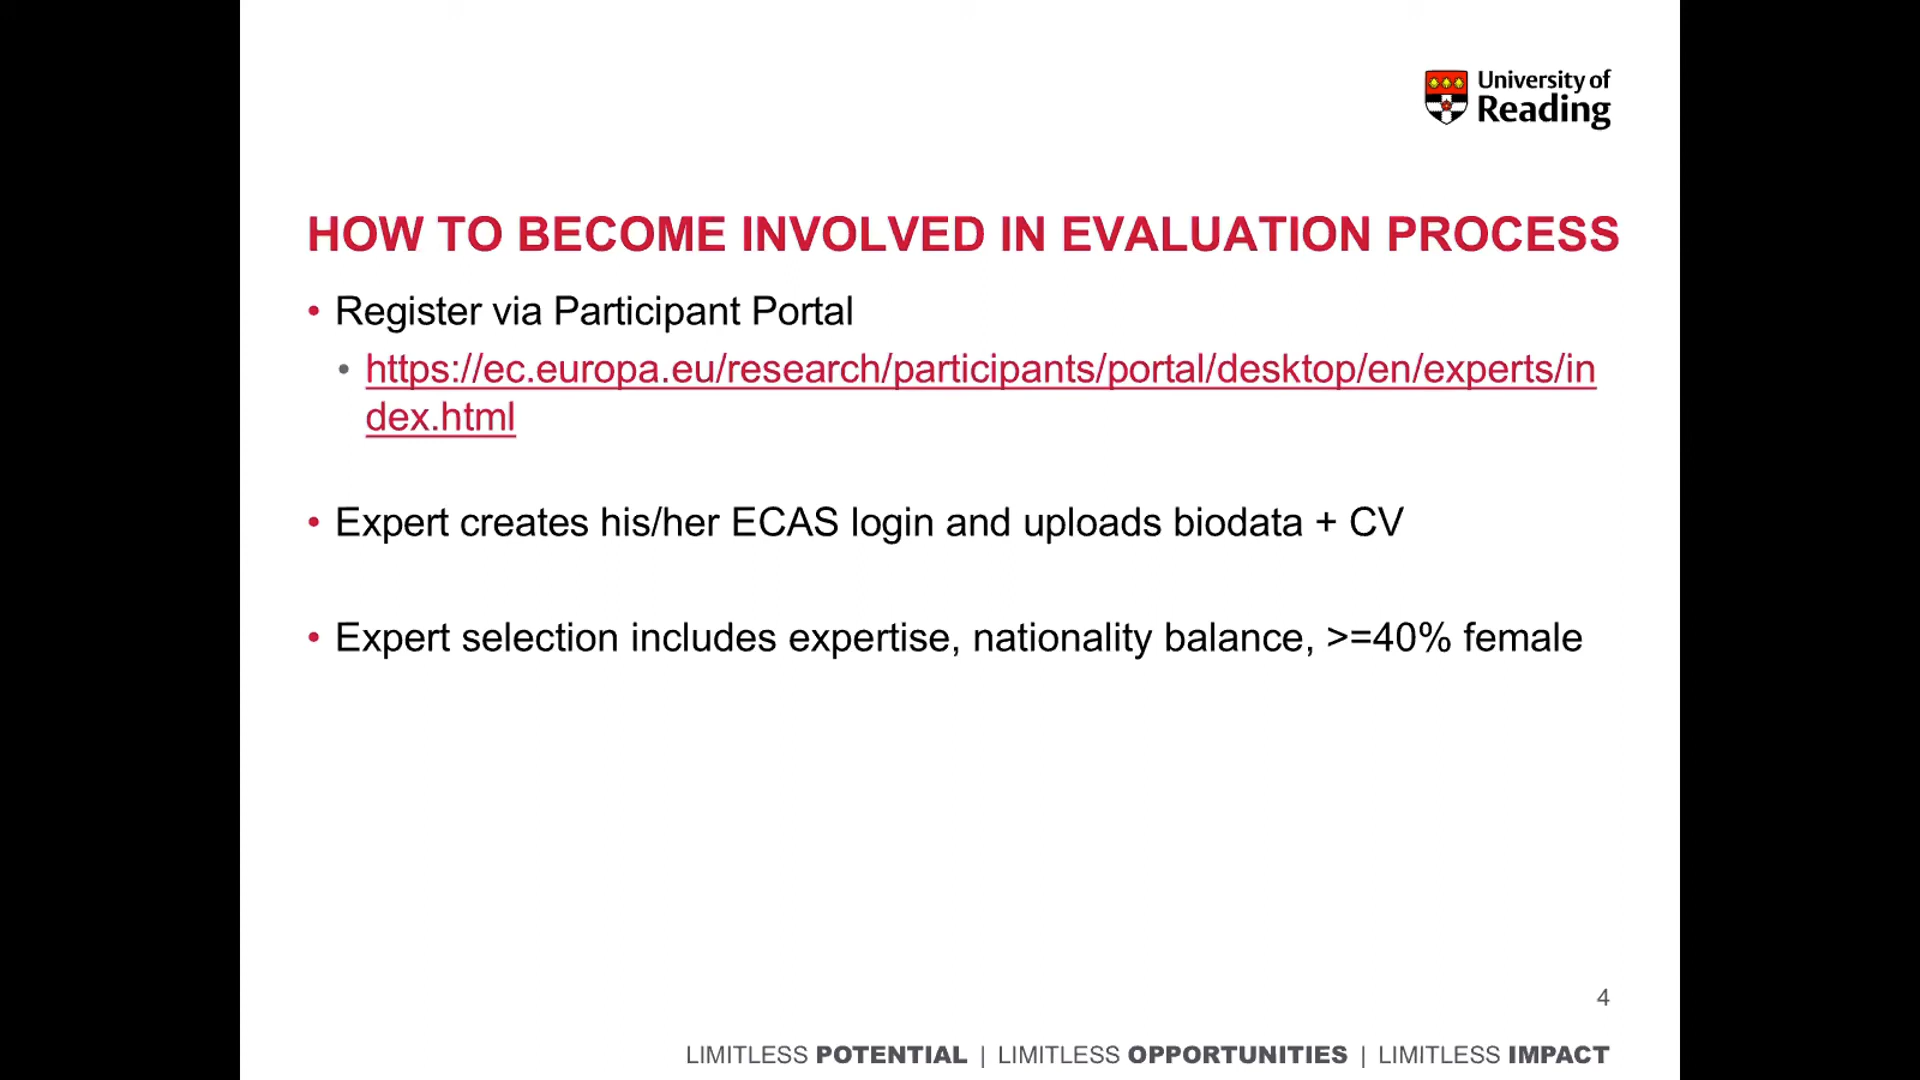 University of
Reading
HOW TO BECOME INVOLVED IN EVALUATION PROCESS
• Register via Participant Portal
• https://ec.europa.eu/research/participants/portal/desktop/en/experts/in
dex.html
• Expert creates his/her ECAS login and uploads biodata + CV
• Expert selection includes expertise, nationality balance, >=40% female
4
LIMITLESS POTENTIAL | LIMITLESS OPPORTUNITIES | LIMITLESS IMPACT